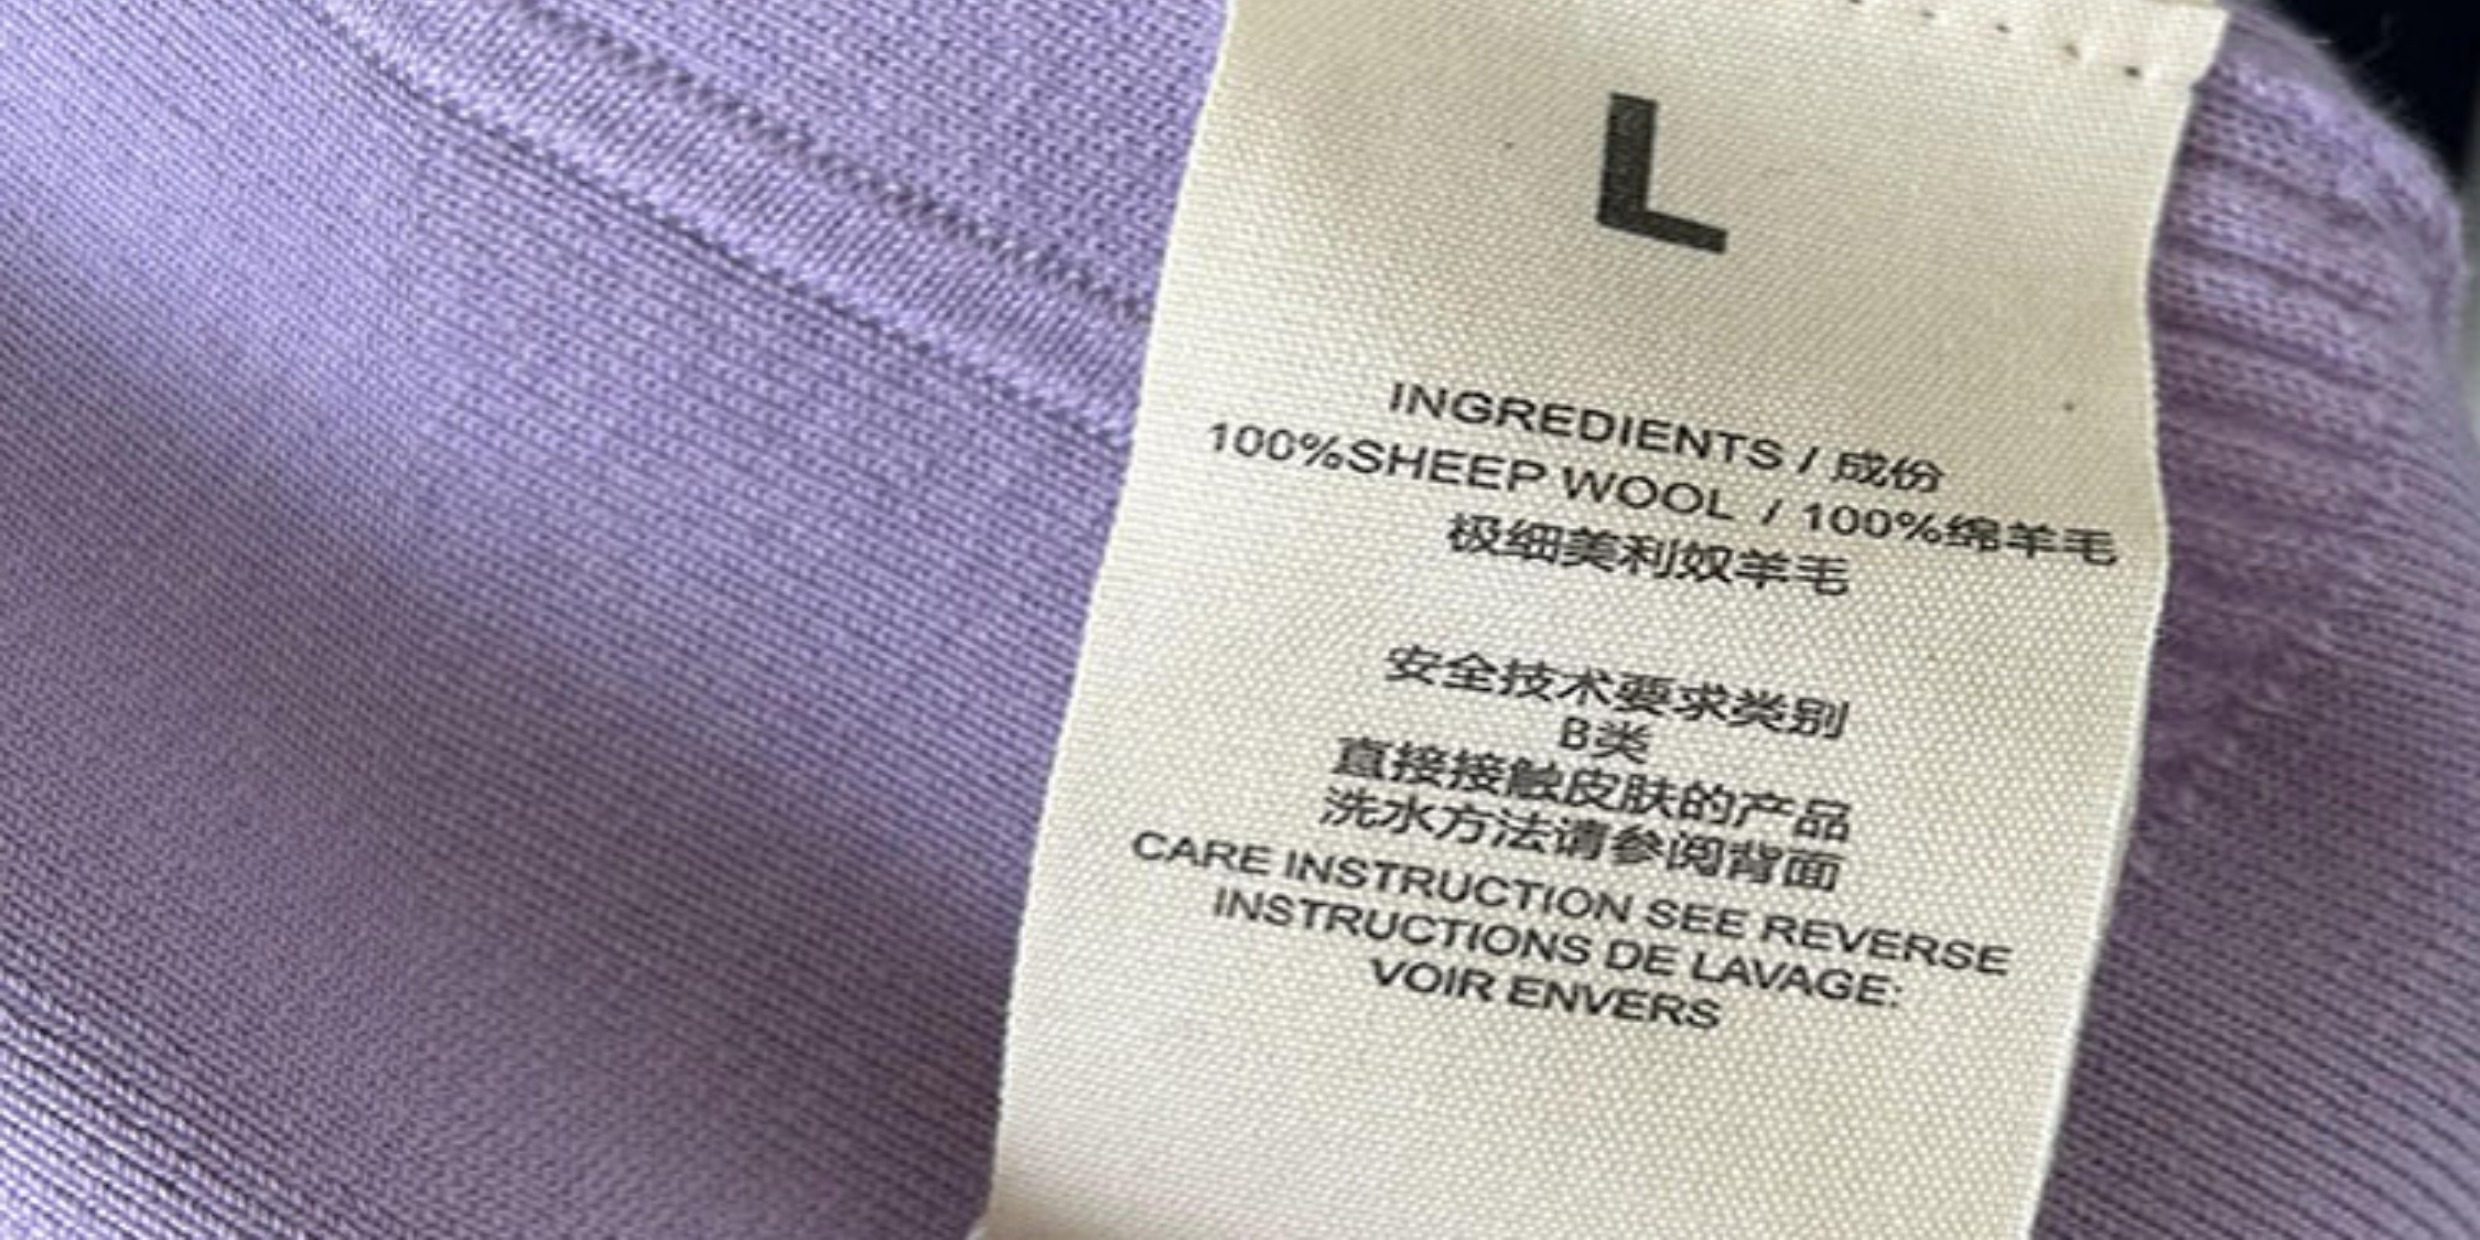 L
INGREDIENTS / 成份
100%SHEEP WOOL / 100%绵羊毛
极细美利奴羊毛
安全技术要求类别
B类
直接接触皮肤的产品
洗水方法请参阅背面
CARE INSTRUCTION SEE REVERSE
INSTRUCTIONS DE LAVAGE:
VOIR ENVERS